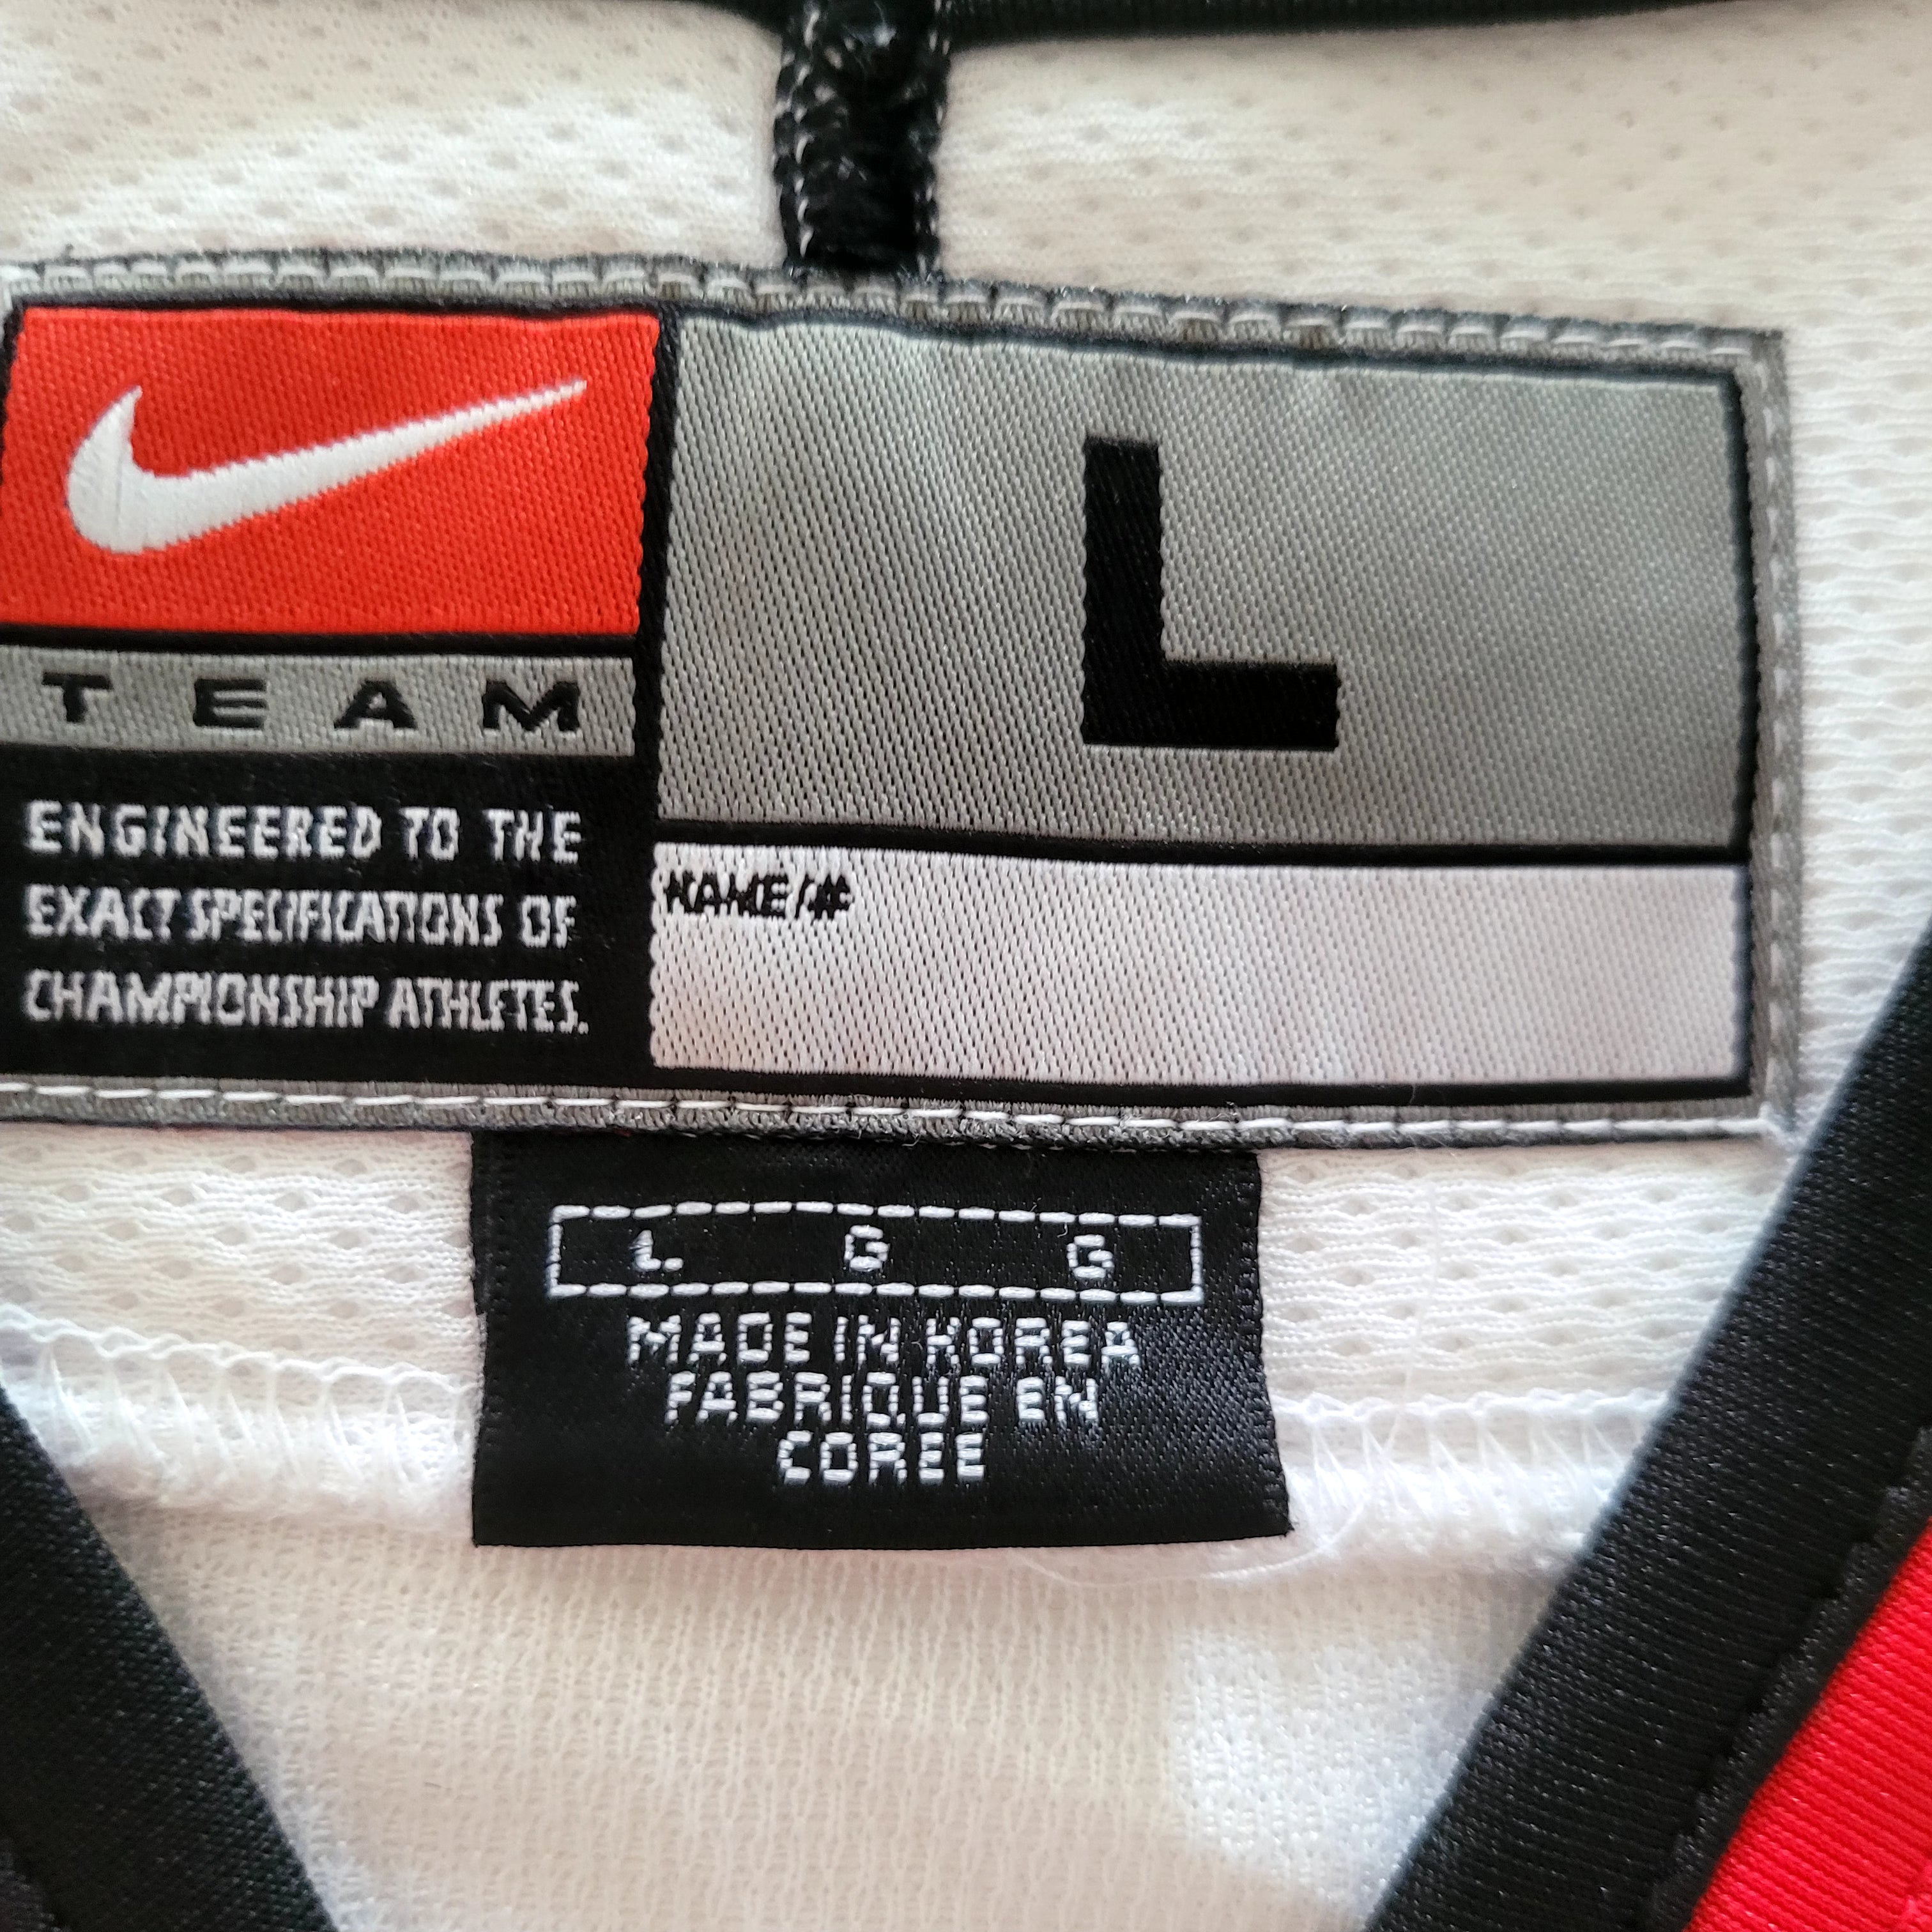 TEAM
ENGINEERED TO THE
EXACT SPECIFICATIONS OF
CHAMPIONSHIP ATHLETES.
L
NAME/#
L G G
MADE IN KOREA
FABRIQUE EN
COREE